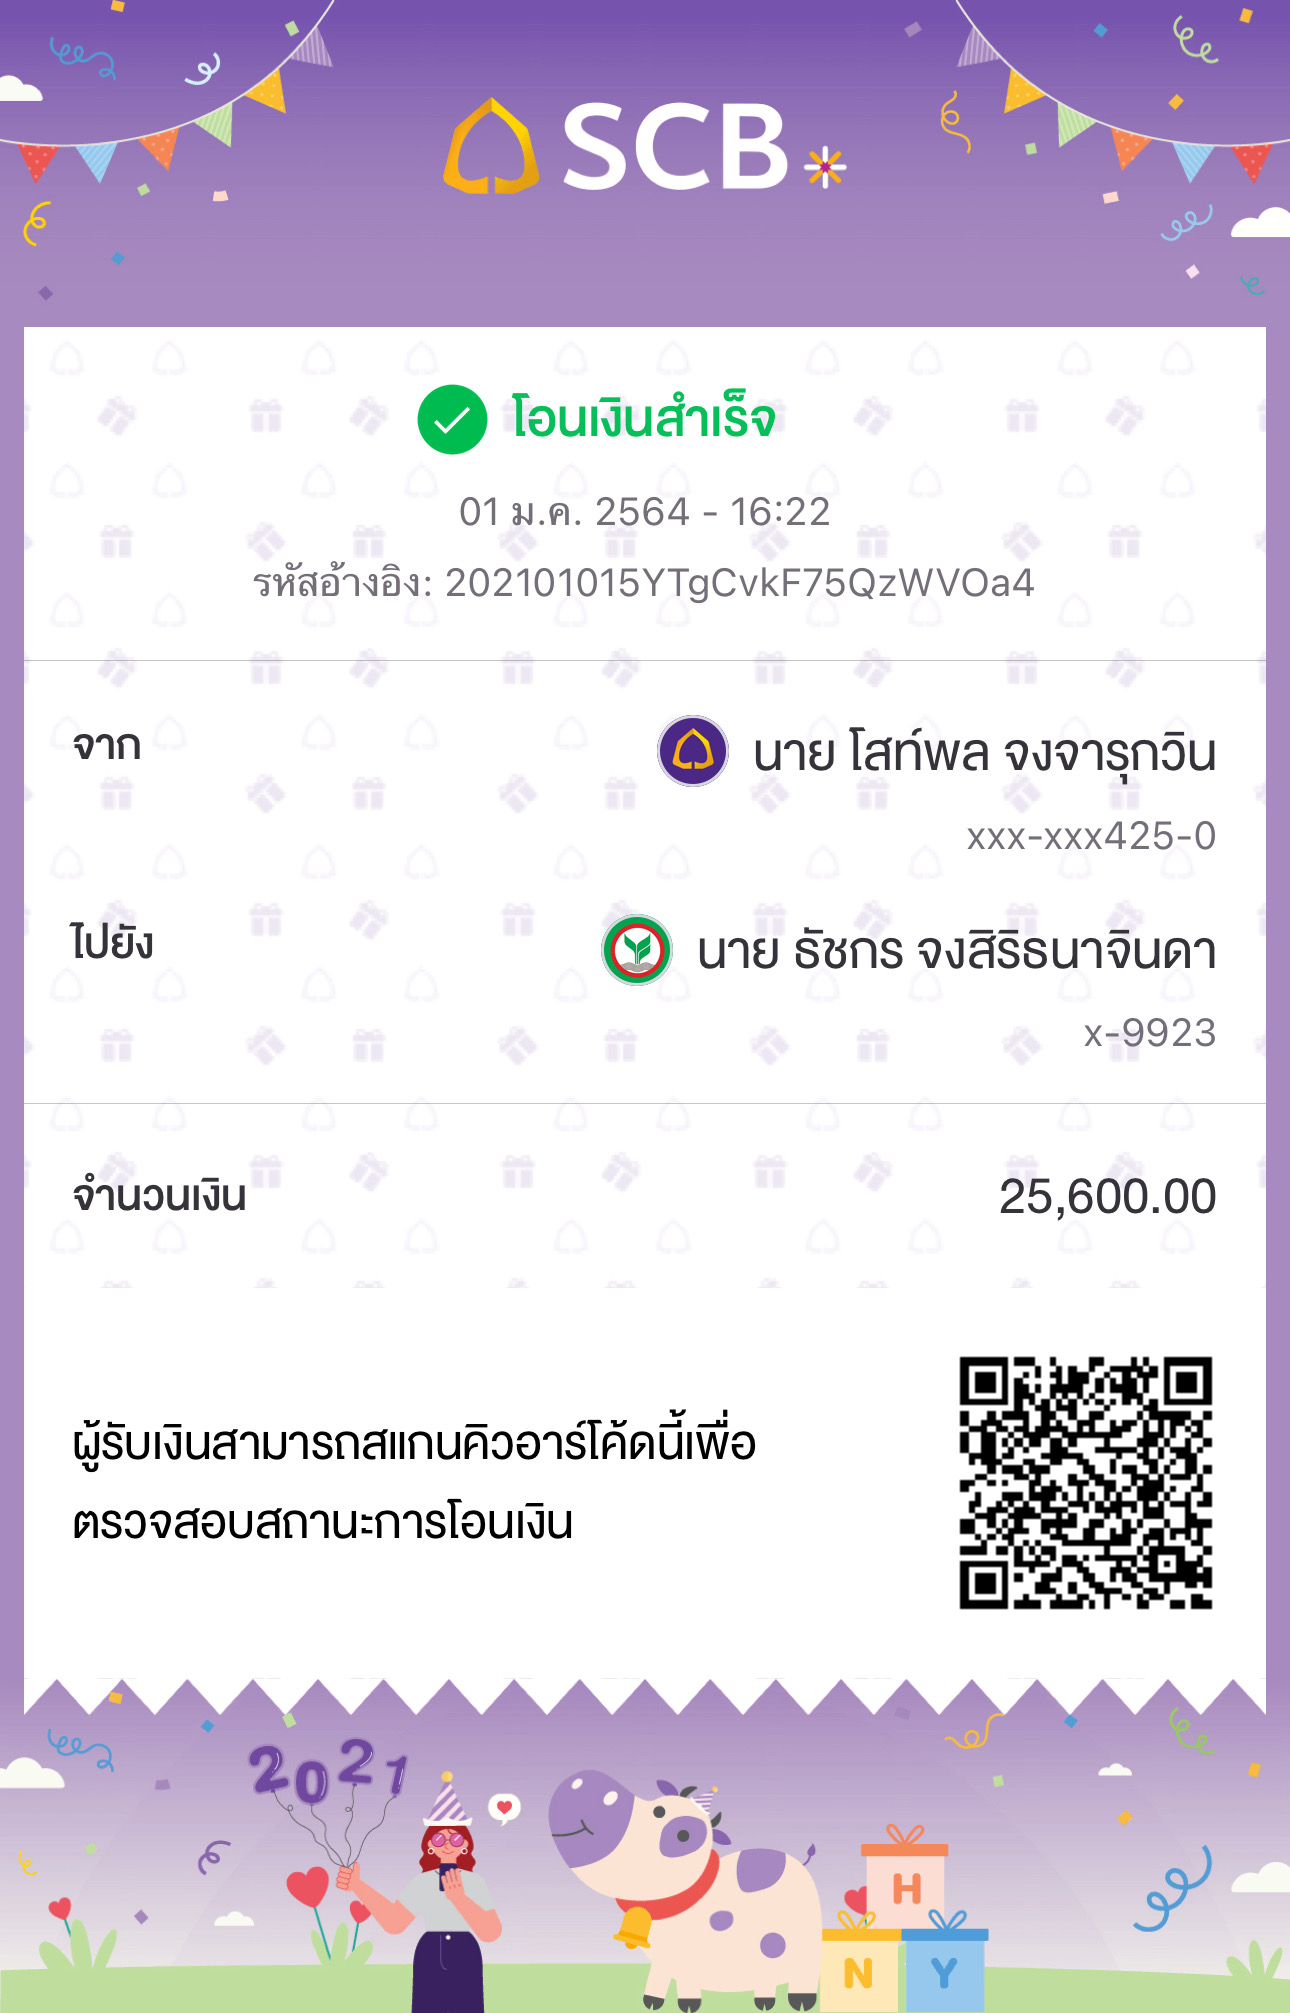 SCB
โอนเงินสำเร็จ
01 ม.ค. 2564 - 16:22
รหัสอ้างอิง: 202101015YTgCvkF75QzWVOa4
จาก
นาย โสท์พล จงจารุกวิน
xxx-xxx425-0
ไปยัง
นาย ธัชกร จงสิริธนาจินดา
x-9923
จำนวนเงิน
25,600.00
ผู้รับเงินสามารถสแกนคิวอาร์โค้ดนี้เพื่อ
ตรวจสอบสถานะการโอนเงิน
2021
H
N Y